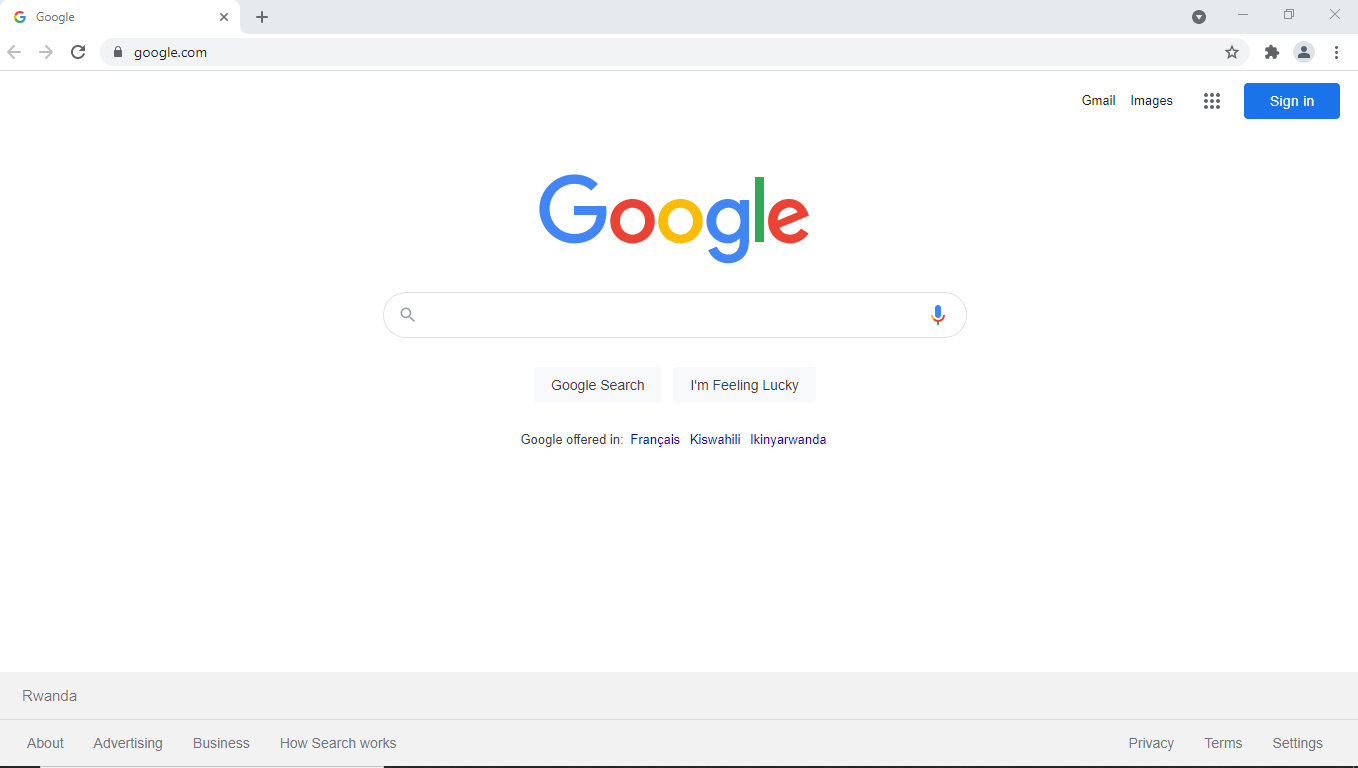 Google
google.com
Gmail Images Sign in
Google
Google Search I'm Feeling Lucky
Google offered in: Français Kiswahili Ikinyarwanda
Rwanda
About Advertising Business How Search works Privacy Terms Settings